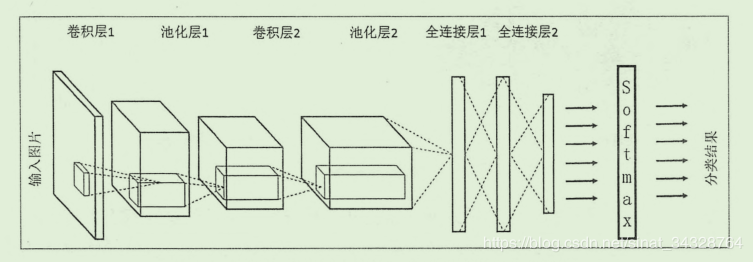 卷积层1 池化层1 卷积层2 池化层2 全连接层1 全连接层2
输入图片
Softmax
分类结果
https://blog.csdn.net/sinat_34328764